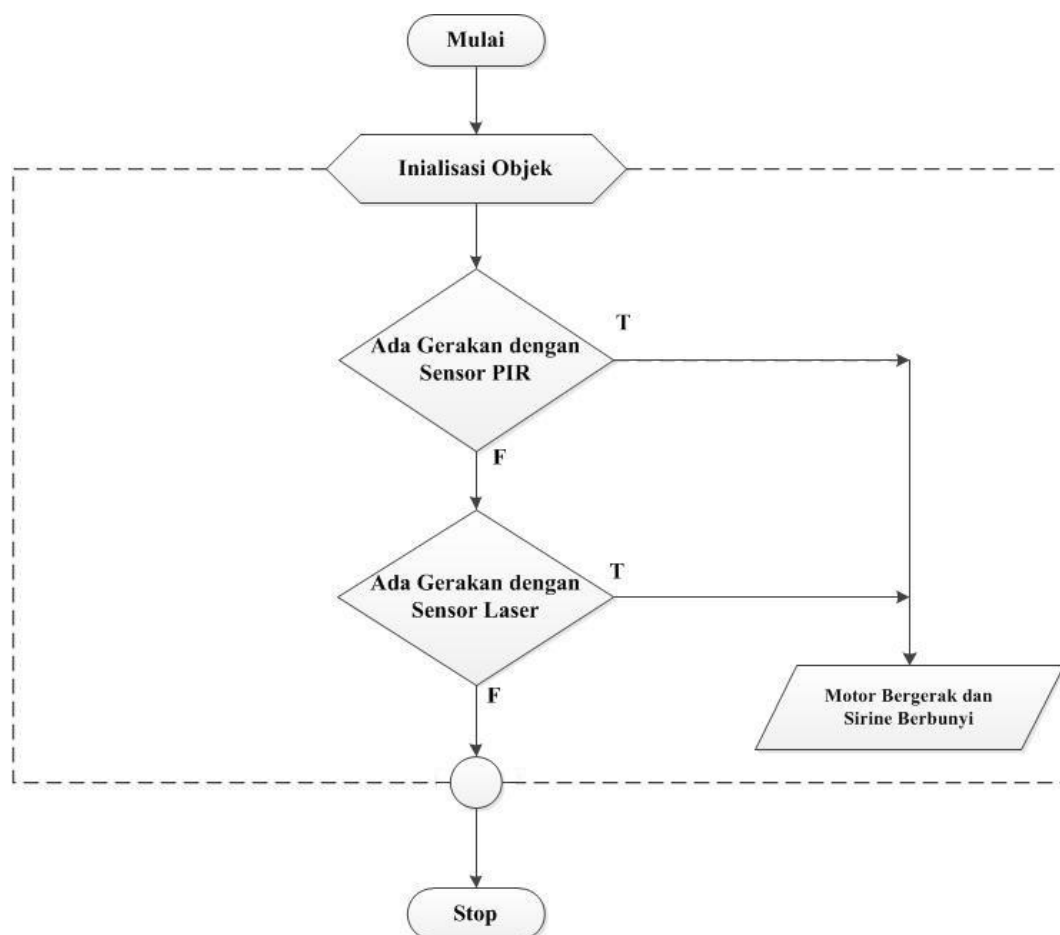 Mulai
Inialisasi Objek
T
Ada Gerakan dengan
Sensor PIR
F
T
Ada Gerakan dengan
Sensor Laser
F
Motor Bergerak dan
Sirine Berbunyi
Stop